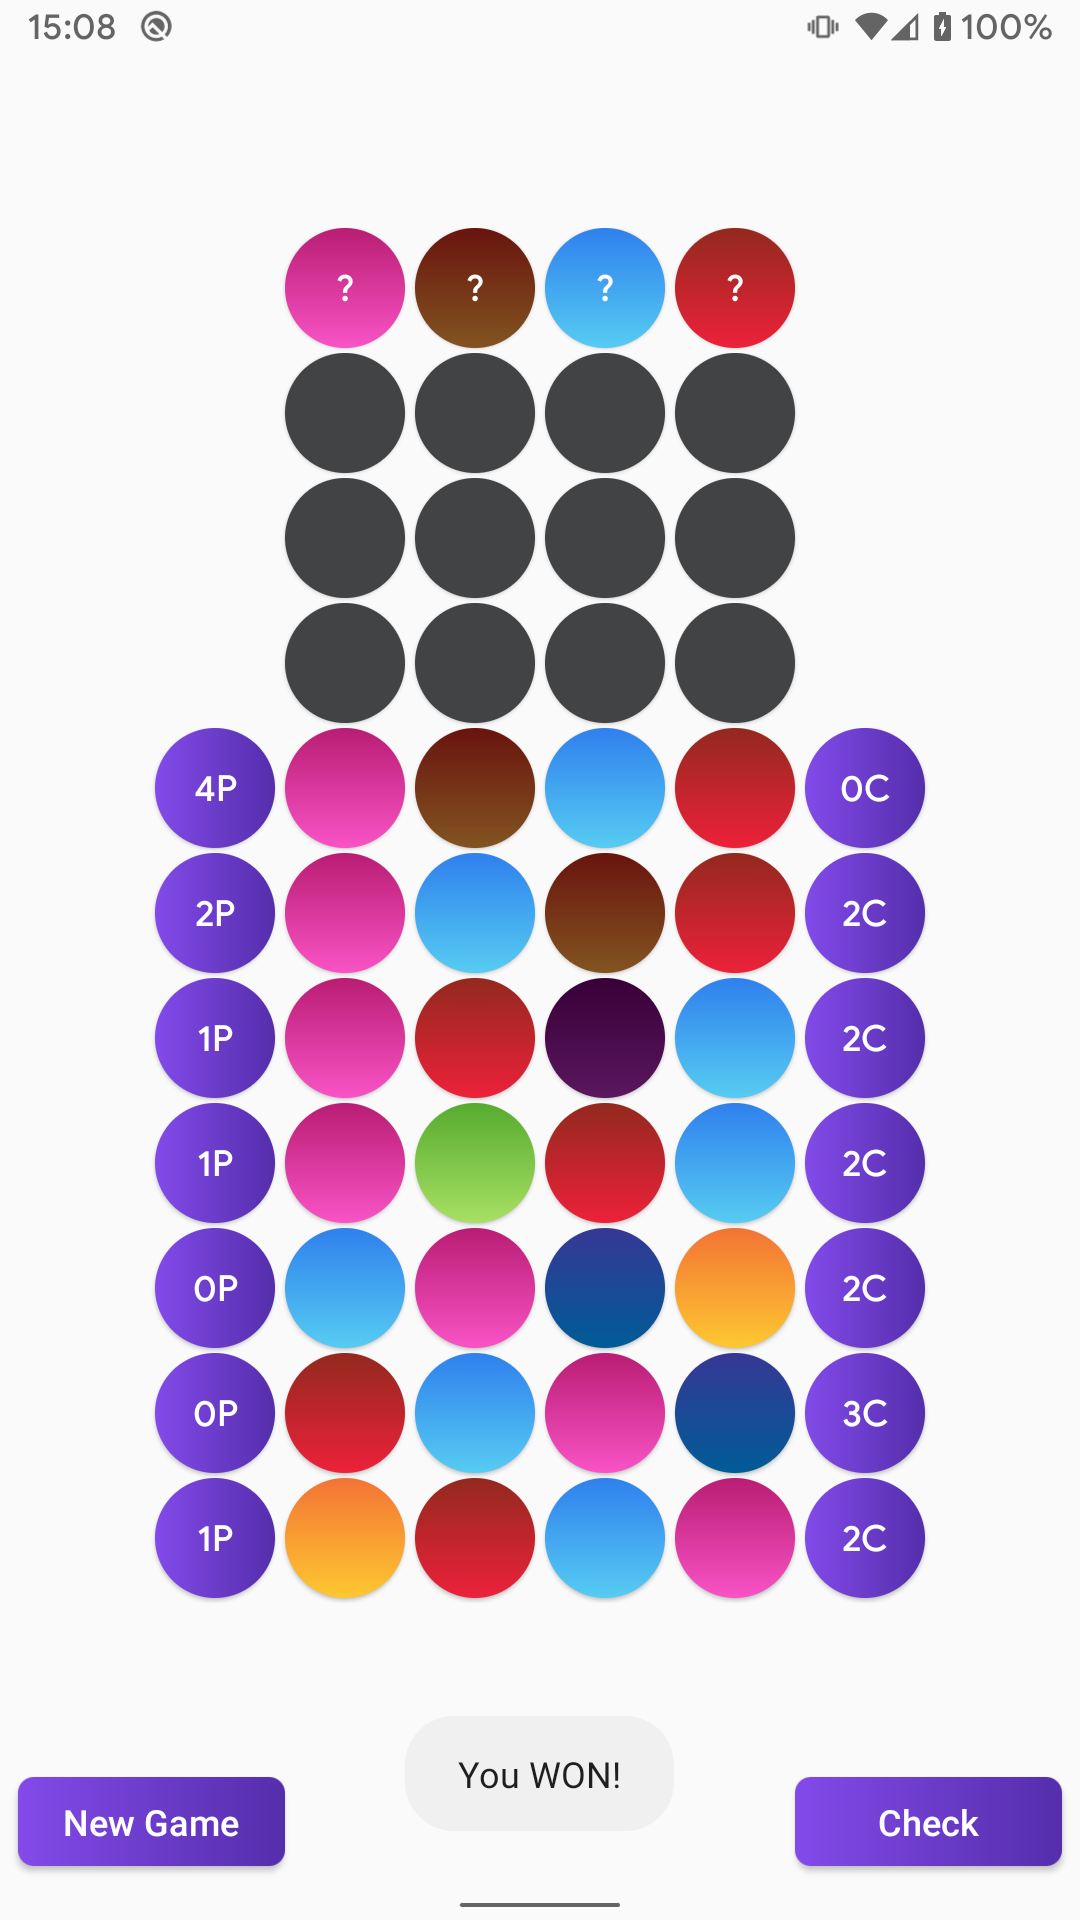 15:08 100%
? ? ? ?
4P 0C
2P 2C
1P 2C
1P 2C
0P 2C
0P 3C
1P 2C
You WON!
New Game Check